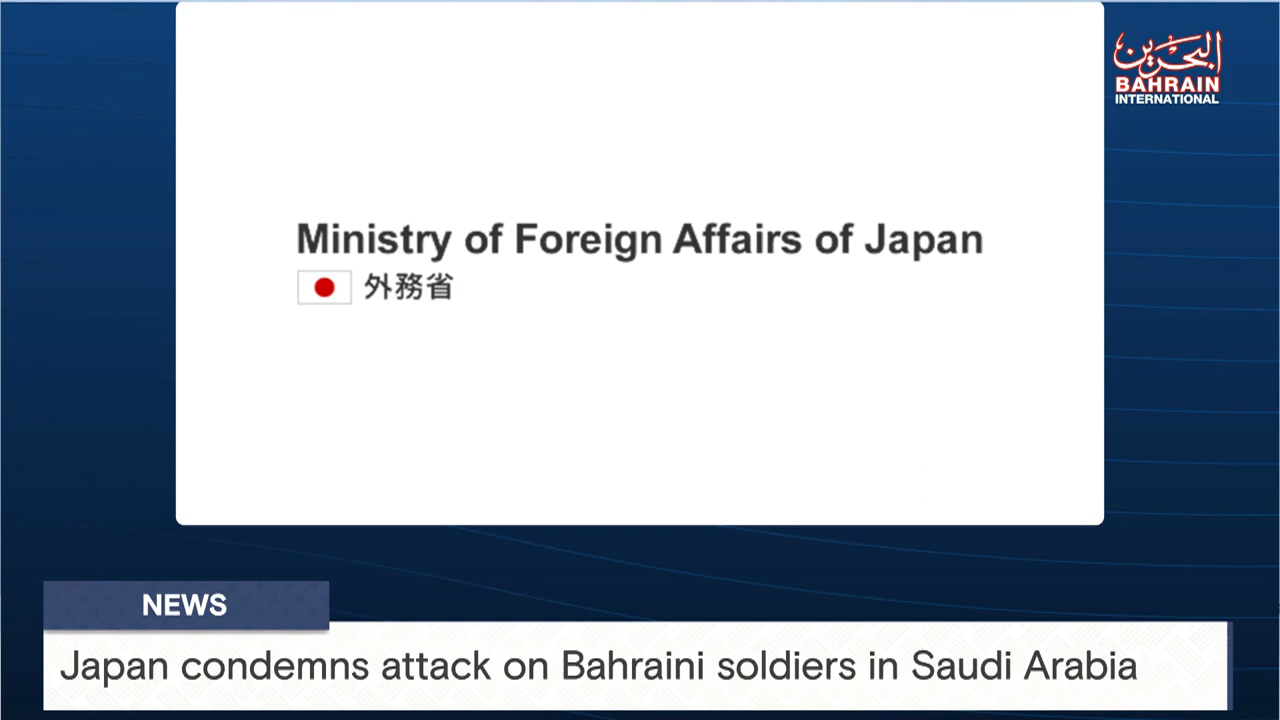 البحرين
BAHRAIN
INTERNATIONAL
Ministry of Foreign Affairs of Japan
外務省
NEWS
Japan condemns attack on Bahraini soldiers in Saudi Arabia